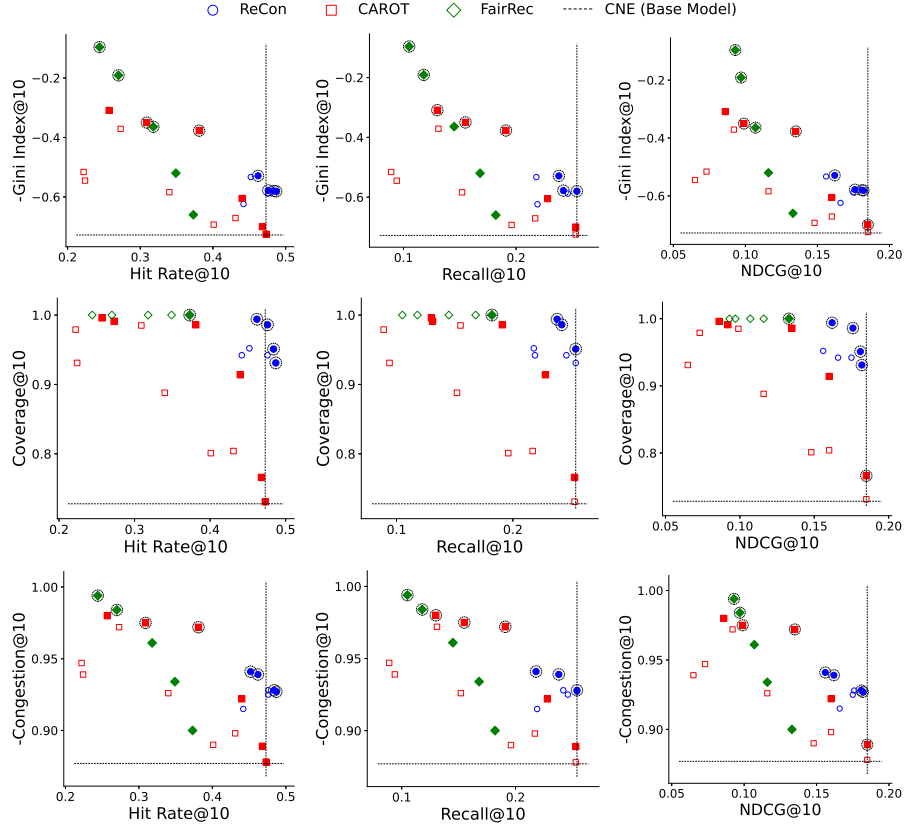 ReCon CAROT FairRec CNE (Base Model)
-Gini Index@10
−0.2
−0.4
−0.6
0.2 0.3 0.4 0.5
Hit Rate@10
-Gini Index@10
−0.2
−0.4
−0.6
0.1 0.2
Recall@10
-Gini Index@10
−0.2
−0.4
−0.6
0.05 0.10 0.15 0.20
NDCG@10
Coverage@10
1.0
0.9
0.8
0.2 0.3 0.4 0.5
Hit Rate@10
Coverage@10
1.0
0.9
0.8
0.1 0.2
Recall@10
Coverage@10
1.0
0.9
0.8
0.05 0.10 0.15 0.20
NDCG@10
-Congestion@10
1.00
0.95
0.90
0.2 0.3 0.4 0.5
Hit Rate@10
-Congestion@10
1.00
0.95
0.90
0.1 0.2
Recall@10
-Congestion@10
1.00
0.95
0.90
0.05 0.10 0.15 0.20
NDCG@10